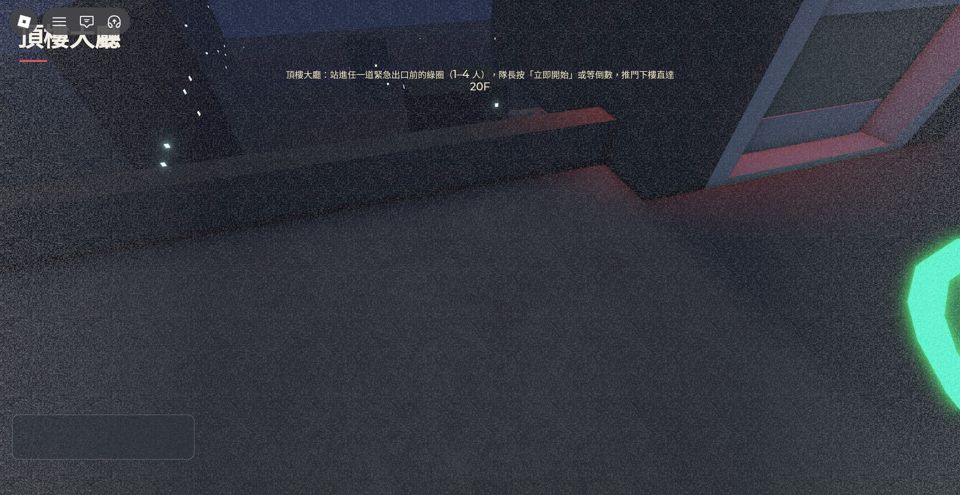 頂樓大廳
頂樓大廳：站進任一道緊急出口前的綠圈（1–4 人），隊長按「立即開始」或等倒數，推門下樓直達
20F